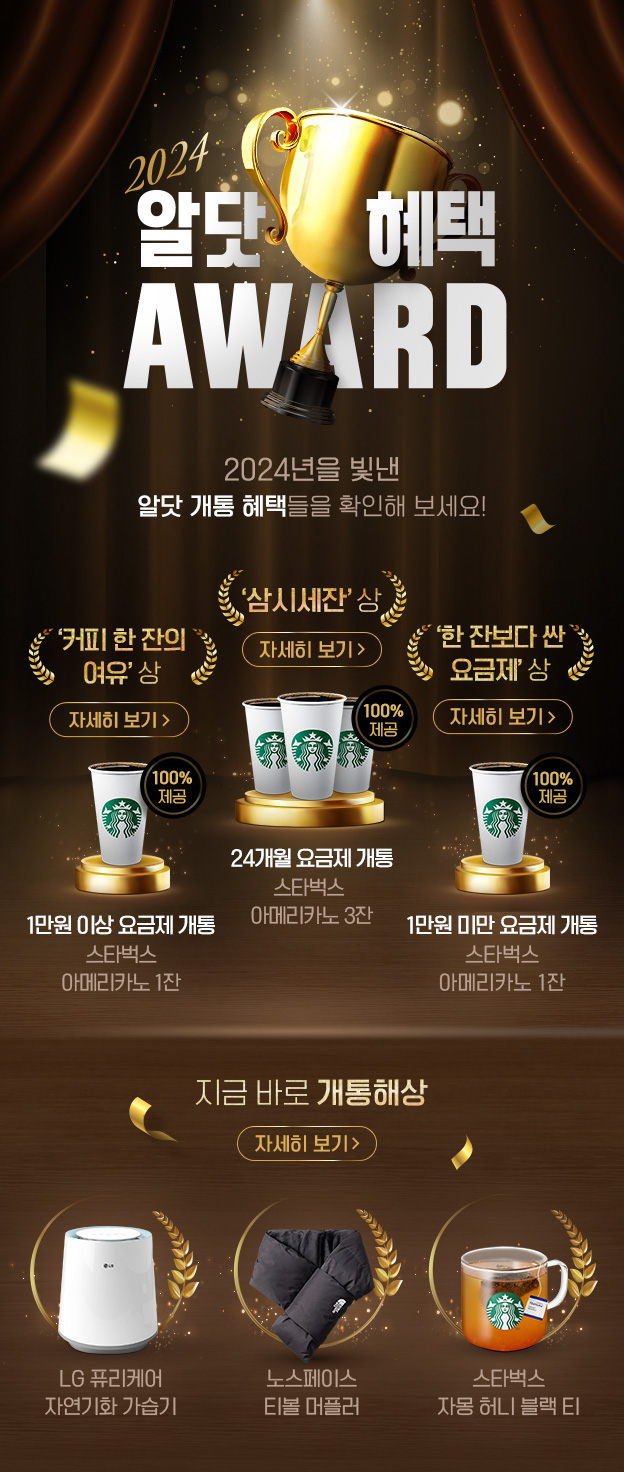 2024
알닷 혜택
AWARD
2024년을 빛낸
알닷 개통 혜택들을 확인해 보세요!
‘커피 한 잔의
여유’ 상
자세히 보기 >
100%
제공
1만원 이상 요금제 개통
스타벅스
아메리카노 1잔
‘삼시세잔’ 상
자세히 보기 >
100%
제공
24개월 요금제 개통
스타벅스
아메리카노 3잔
‘한 잔보다 싼
요금제’ 상
자세히 보기 >
100%
제공
1만원 미만 요금제 개통
스타벅스
아메리카노 1잔
지금 바로 개통해상
자세히 보기 >
LG
LG 퓨리케어
자연기화 가습기
노스페이스
티볼 머플러
스타벅스
자몽 허니 블랙 티